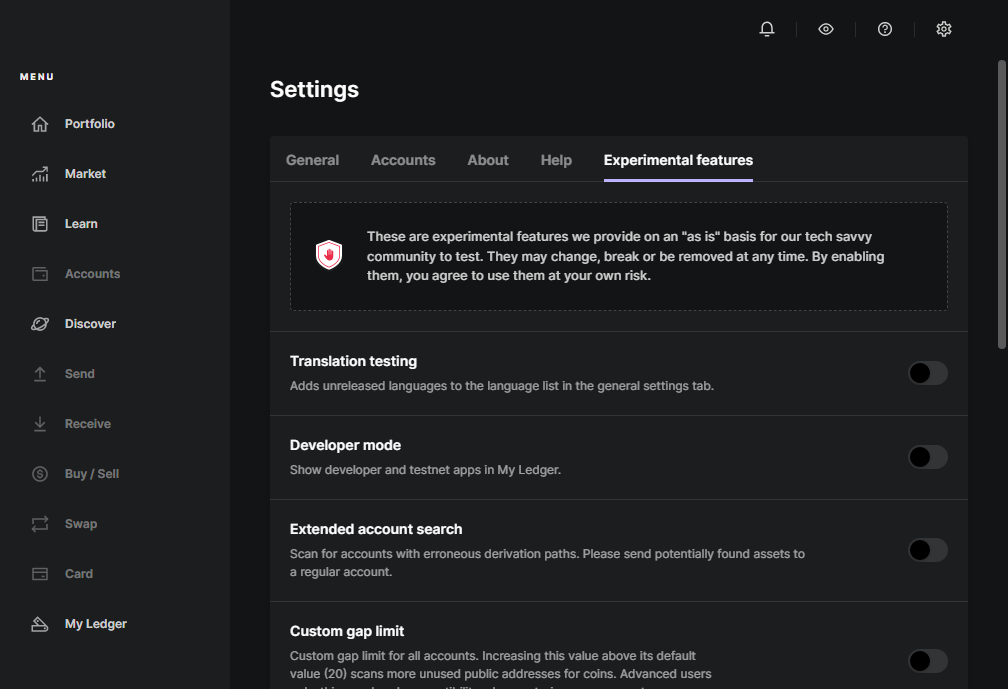 MENU
Portfolio
Market
Learn
Accounts
Discover
Send
Receive
Buy / Sell
Swap
Card
My Ledger
Settings
General
Accounts
About
Help
Experimental features
These are experimental features we provide on an "as is" basis for our tech savvy
community to test. They may change, break or be removed at any time. By enabling
them, you agree to use them at your own risk.
Translation testing
Adds unreleased languages to the language list in the general settings tab.
Developer mode
Show developer and testnet apps in My Ledger.
Extended account search
Scan for accounts with erroneous derivation paths. Please send potentially found assets to
a regular account.
Custom gap limit
Custom gap limit for all accounts. Increasing this value above its default
value (20) scans more unused public addresses for coins. Advanced users